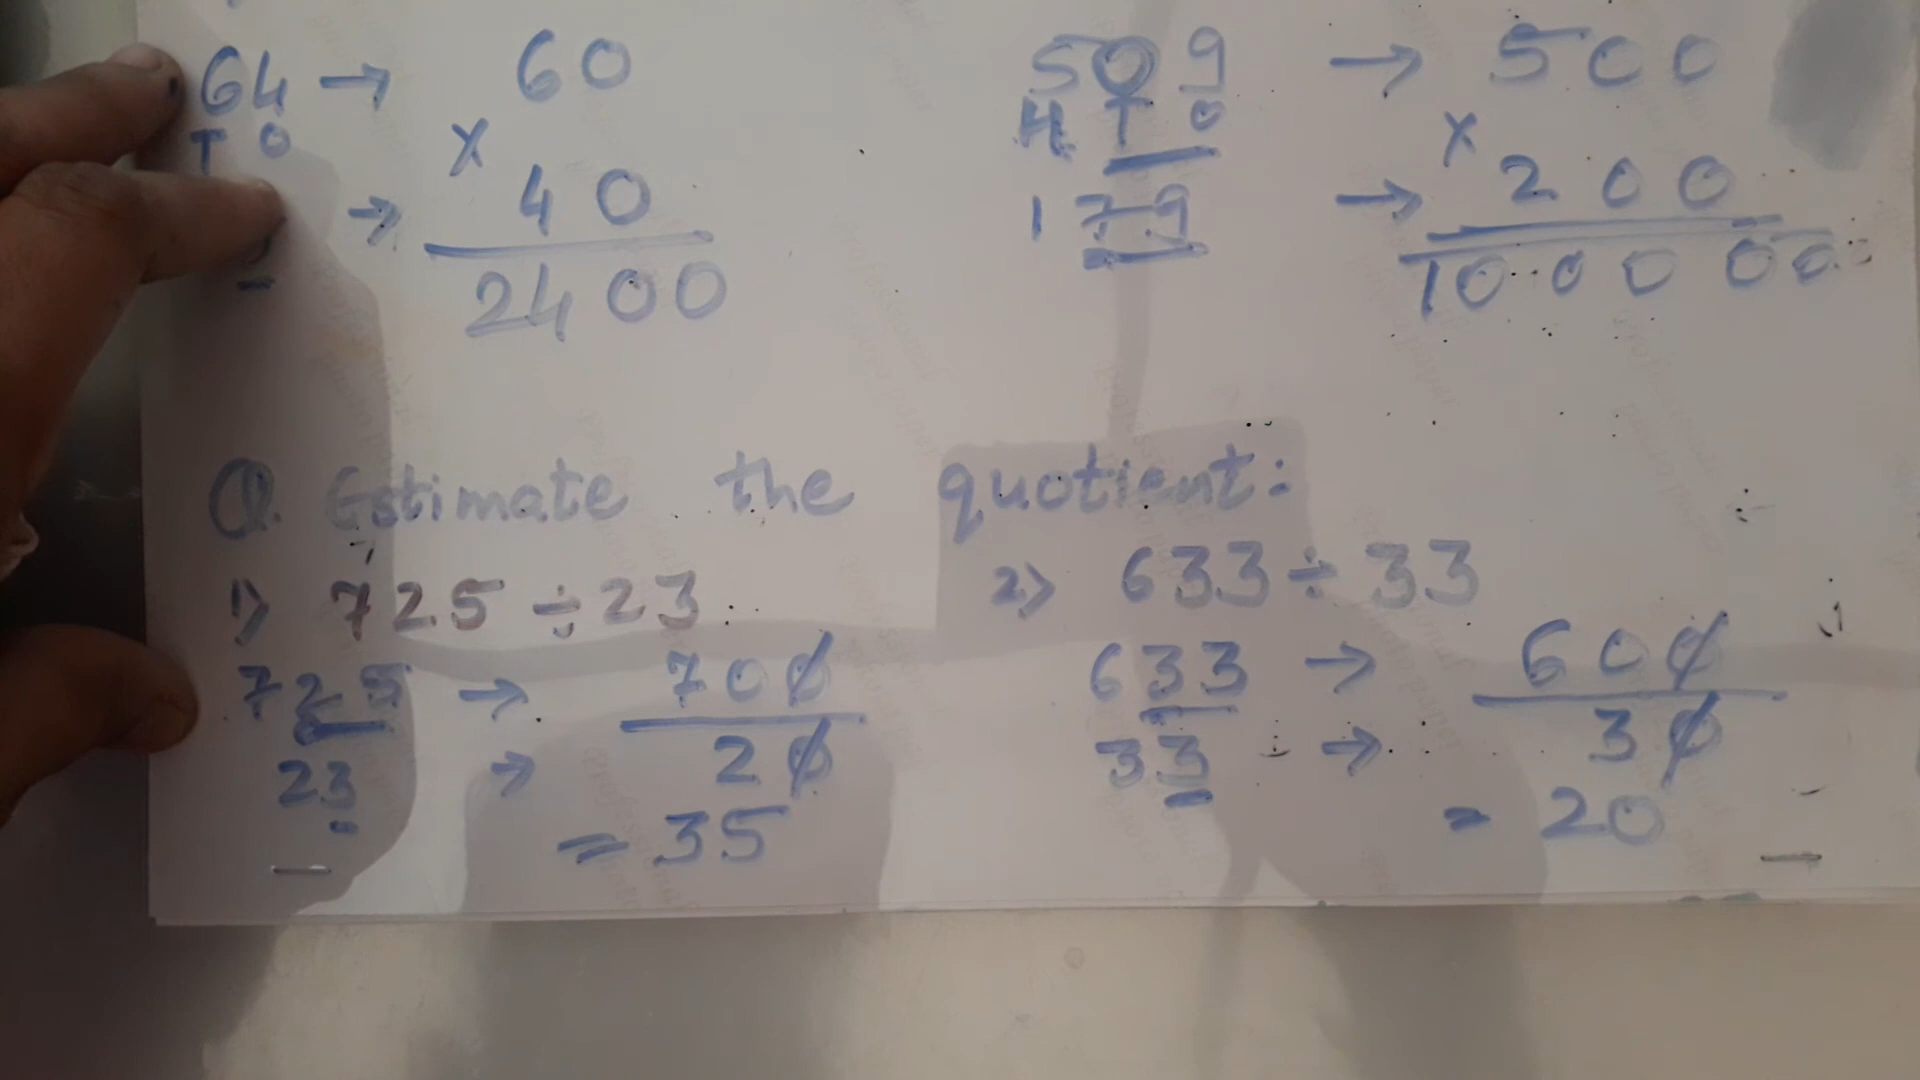 64 → 60
T O
× 40
→
2400
509 → 500
H T O
× 200
179 →
100000
Q. Estimate the quotient:
1) 725 ÷ 23
725 → 700
23 → 20
= 35
2) 633 ÷ 33
633 → 600
33 → 30
= 20